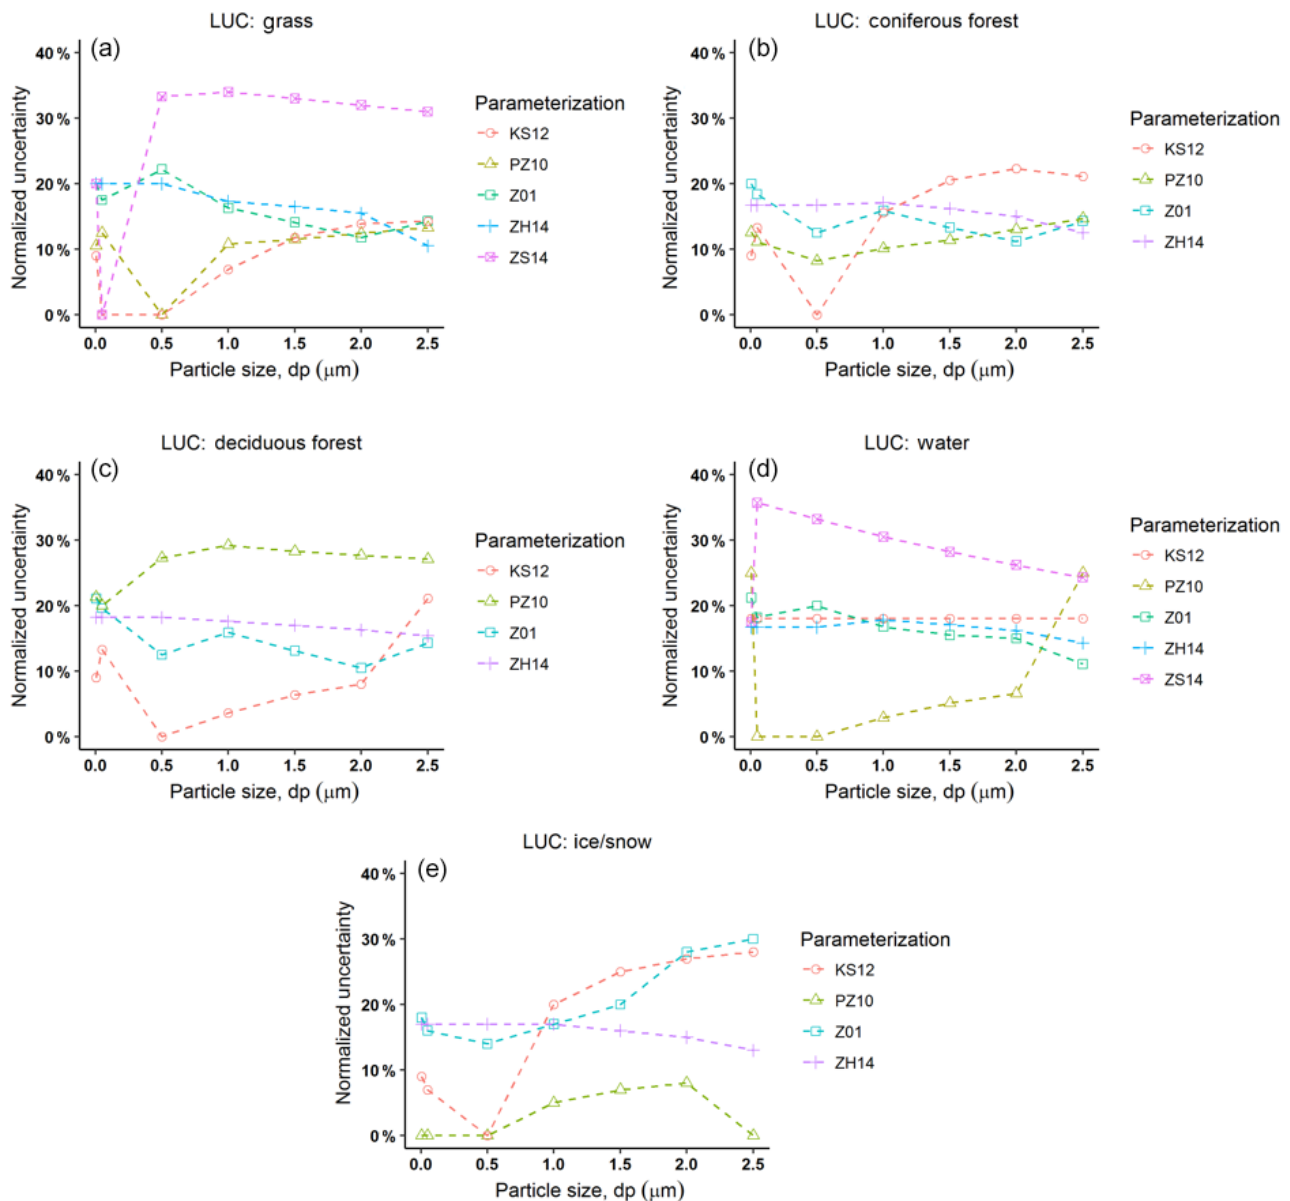 LUC: grass
(a)
Normalized uncertainty
40 %
30 %
20 %
10 %
0 %
0.0 0.5 1.0 1.5 2.0 2.5
Particle size, dp (μm)
Parameterization
KS12
PZ10
Z01
ZH14
ZS14
LUC: coniferous forest
(b)
Normalized uncertainty
40 %
30 %
20 %
10 %
0 %
0.0 0.5 1.0 1.5 2.0 2.5
Particle size, dp (μm)
Parameterization
KS12
PZ10
Z01
ZH14
LUC: deciduous forest
(c)
Normalized uncertainty
40 %
30 %
20 %
10 %
0 %
0.0 0.5 1.0 1.5 2.0 2.5
Particle size, dp (μm)
Parameterization
KS12
PZ10
Z01
ZH14
LUC: water
(d)
Normalized uncertainty
40 %
30 %
20 %
10 %
0 %
0.0 0.5 1.0 1.5 2.0 2.5
Particle size, dp (μm)
Parameterization
KS12
PZ10
Z01
ZH14
ZS14
LUC: ice/snow
(e)
Normalized uncertainty
40 %
30 %
20 %
10 %
0 %
0.0 0.5 1.0 1.5 2.0 2.5
Particle size, dp (μm)
Parameterization
KS12
PZ10
Z01
ZH14